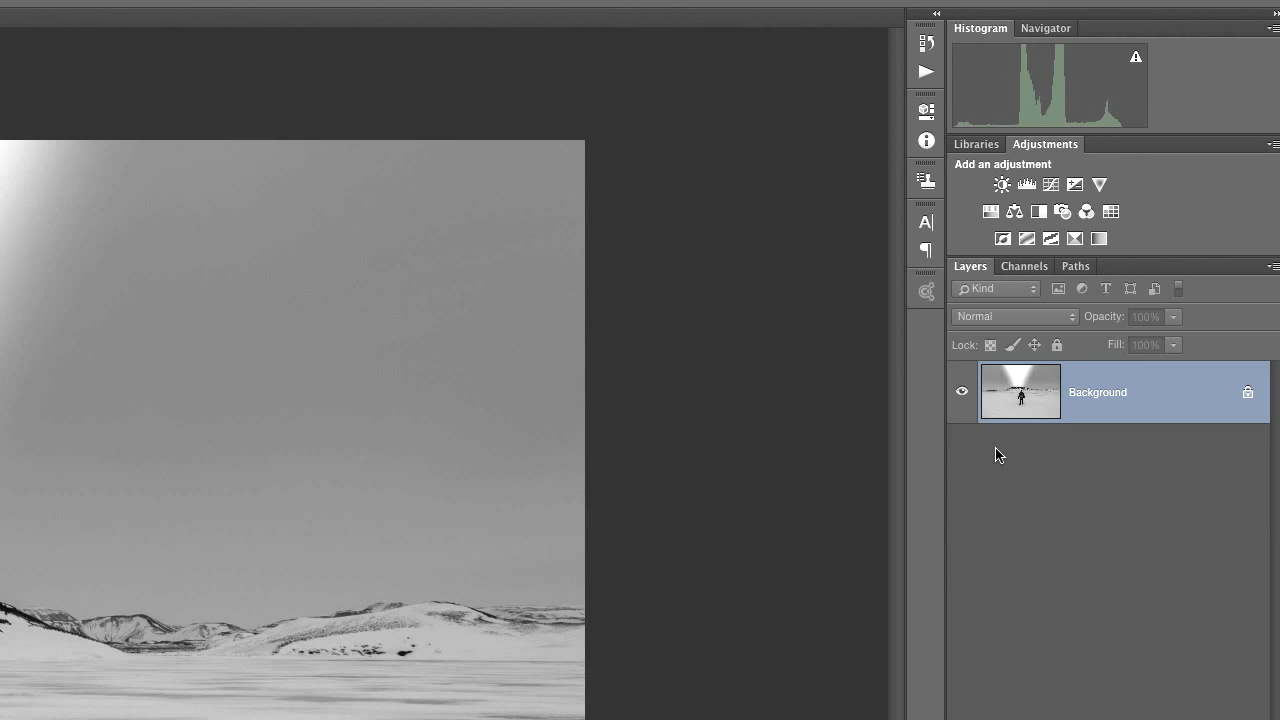 Histogram Navigator
Libraries Adjustments
Add an adjustment
Layers Channels Paths
Kind
Normal Opacity: 100%
Lock: Fill: 100%
Background